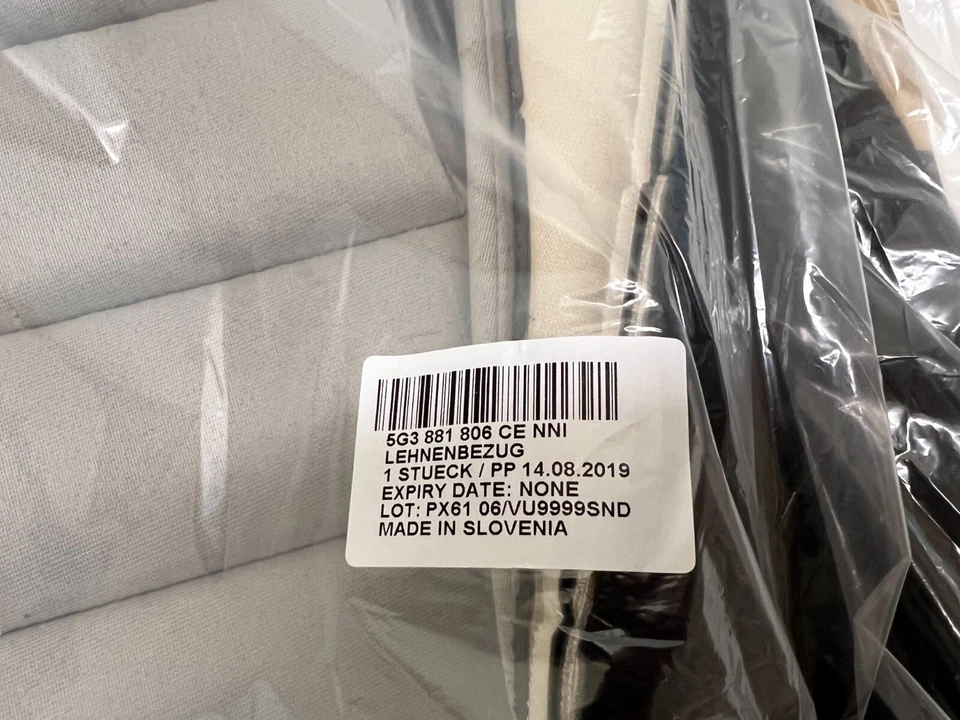 5G3 881 806 CE NNI
LEHNENBEZUG
1 STUECK / PP 14.08.2019
EXPIRY DATE: NONE
LOT: PX61 06/VU9999SND
MADE IN SLOVENIA